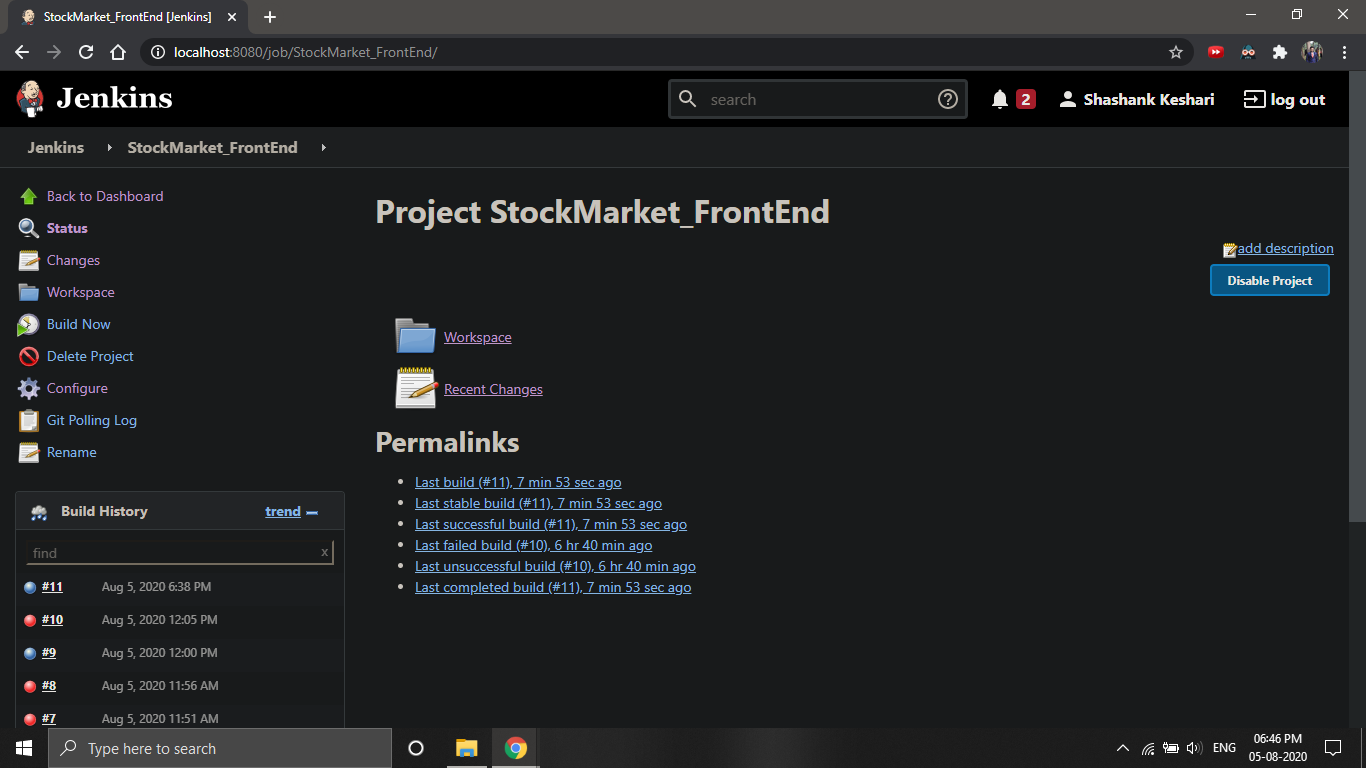 StockMarket_FrontEnd [Jenkins]
localhost:8080/job/StockMarket_FrontEnd/
Jenkins
search
2
Shashank Keshari
log out
Jenkins
StockMarket_FrontEnd
Back to Dashboard
Status
Changes
Workspace
Build Now
Delete Project
Configure
Git Polling Log
Rename
Build History
trend
find
x
#11 Aug 5, 2020 6:38 PM
#10 Aug 5, 2020 12:05 PM
#9 Aug 5, 2020 12:00 PM
#8 Aug 5, 2020 11:56 AM
#7 Aug 5, 2020 11:51 AM
Project StockMarket_FrontEnd
add description
Disable Project
Workspace
Recent Changes
Permalinks
Last build (#11), 7 min 53 sec ago
Last stable build (#11), 7 min 53 sec ago
Last successful build (#11), 7 min 53 sec ago
Last failed build (#10), 6 hr 40 min ago
Last unsuccessful build (#10), 6 hr 40 min ago
Last completed build (#11), 7 min 53 sec ago
Type here to search
ENG
06:46 PM
05-08-2020